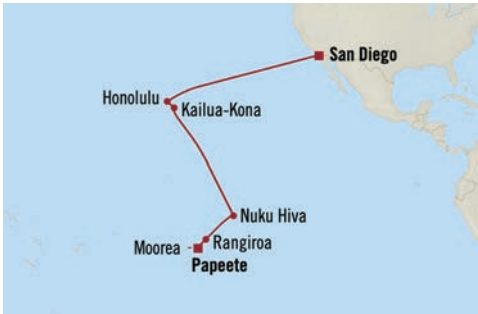 San Diego
Honolulu
Kailua-Kona
Nuku Hiva
Rangiroa
Moorea
Papeete